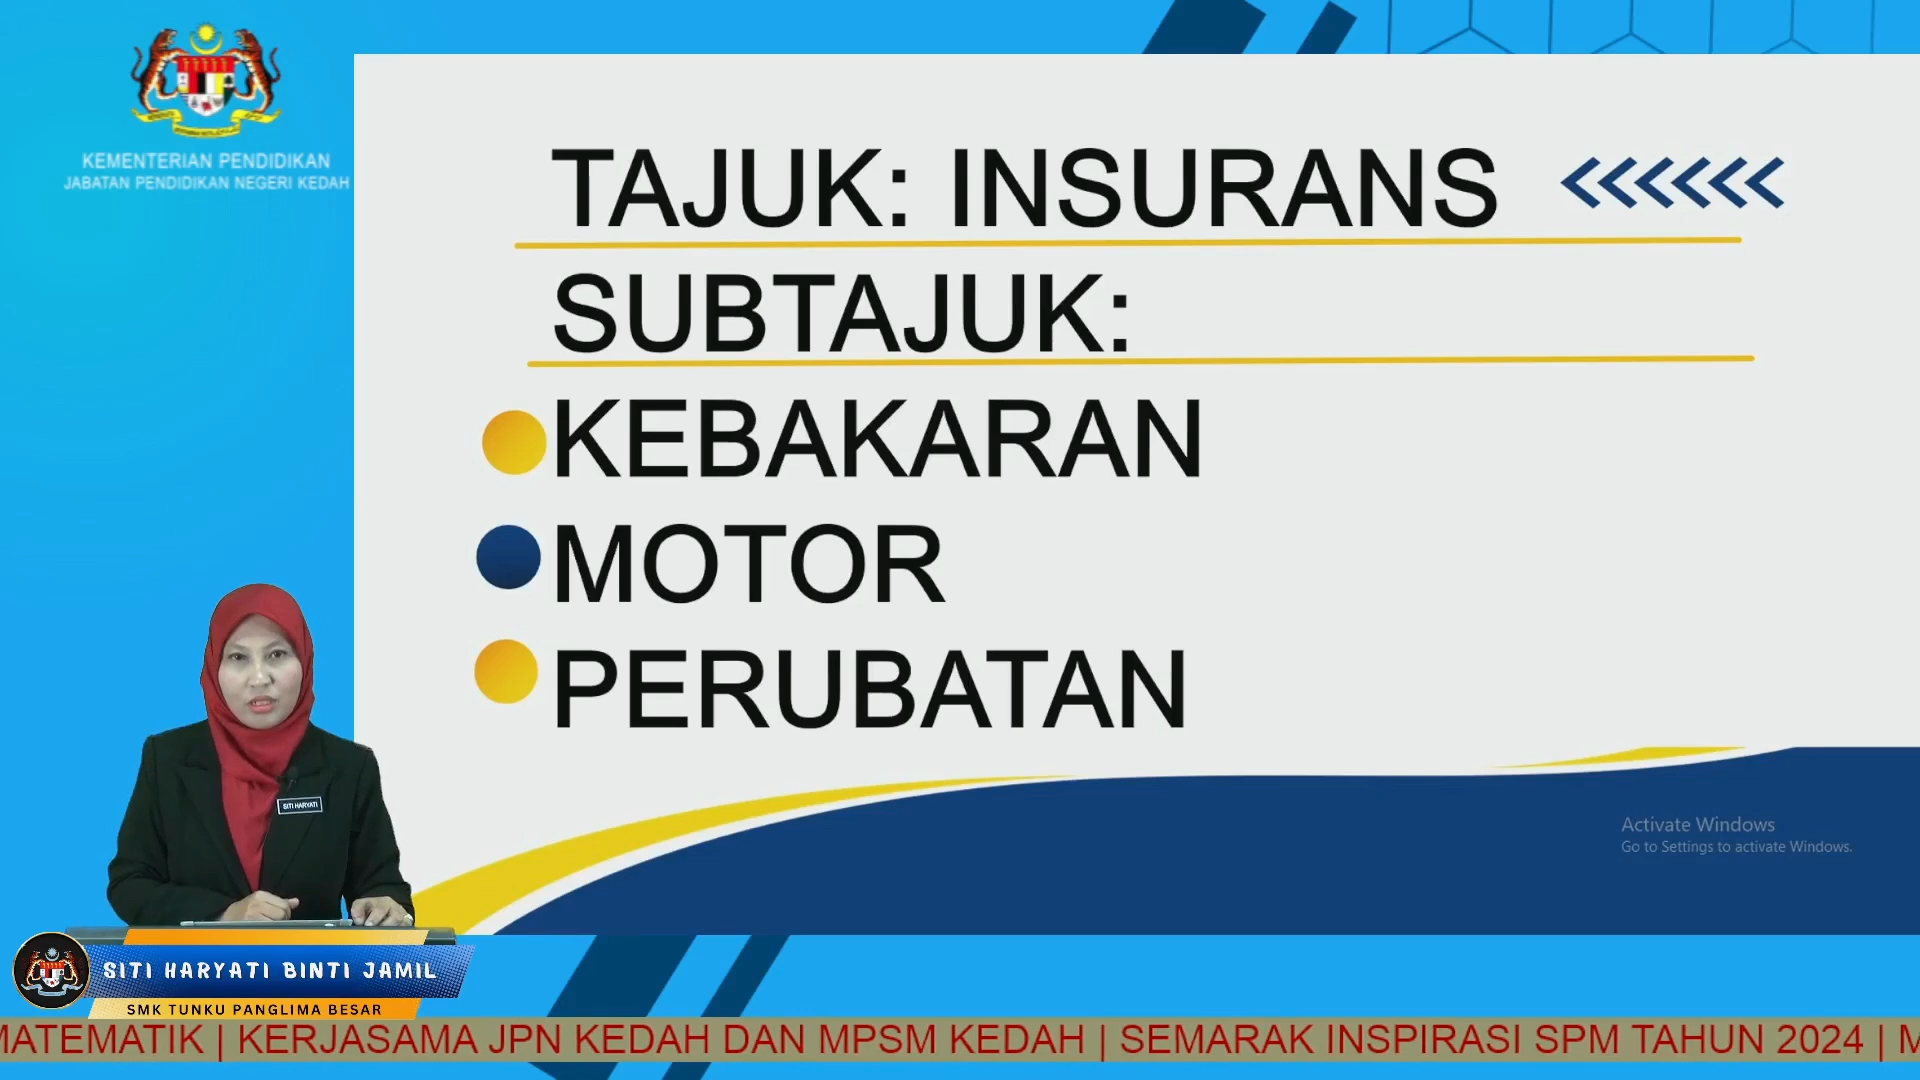 KEMENTERIAN PENDIDIKAN
JABATAN PENDIDIKAN NEGERI KEDAH
TAJUK: INSURANS
SUBTAJUK:
KEBAKARAN
MOTOR
PERUBATAN
SITI HARYATI
Activate Windows
Go to Settings to activate Windows.
SITI HARYATI BINTI JAMIL
SMK TUNKU PANGLIMA BESAR
MATEMATIK | KERJASAMA JPN KEDAH DAN MPSM KEDAH | SEMARAK INSPIRASI SPM TAHUN 2024 | M